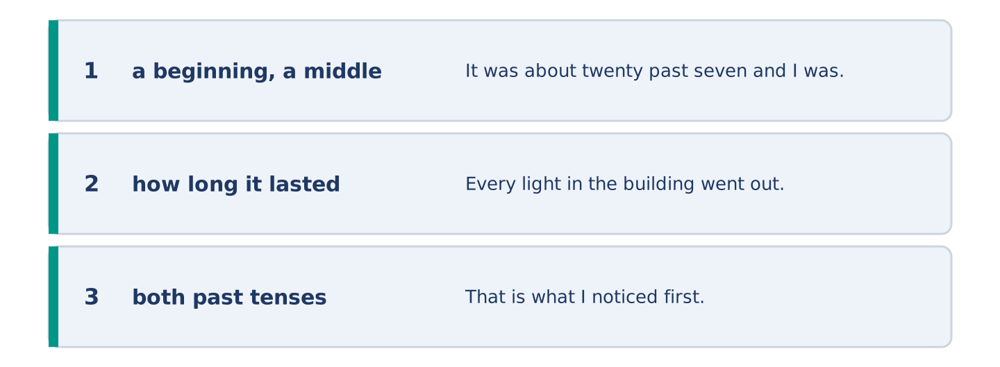 1 a beginning, a middle It was about twenty past seven and I was.
2 how long it lasted Every light in the building went out.
3 both past tenses That is what I noticed first.